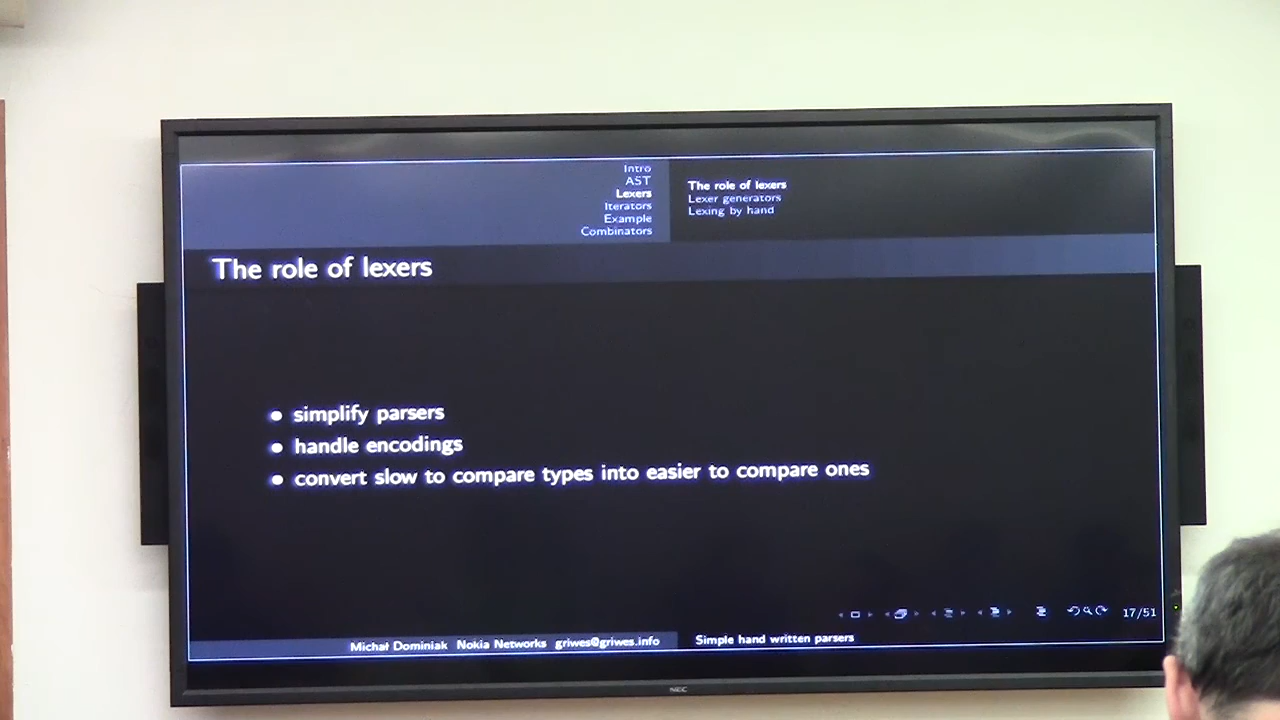 Intro
AST
Lexers
Iterators
Example
Combinators
The role of lexers
Lexer generators
Lexing by hand
The role of lexers
simplify parsers
handle encodings
convert slow to compare types into easier to compare ones
17/51
Michał Dominiak Nokia Networks griwes@griwes.info
Simple hand written parsers
NEC